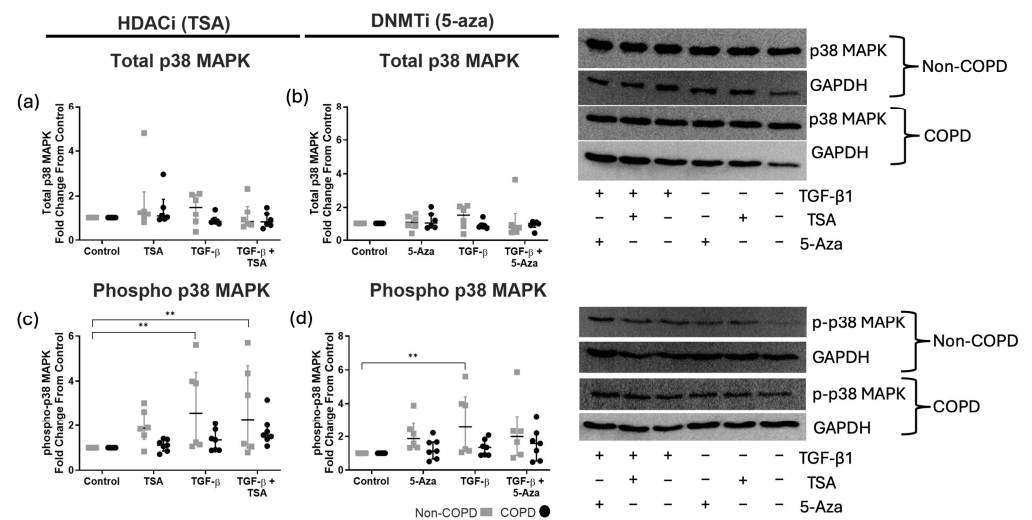 HDACi (TSA)
DNMTi (5-aza)
Total p38 MAPK
Total p38 MAPK
(a)
Total p38 MAPK
Fold Change From Control
6
4
2
0
Control TSA TGF-β TGF-β +
TSA
(b)
Total p38 MAPK
Fold Change From Control
8
6
4
2
0
Control 5-Aza TGF-β TGF-β +
5-Aza
Phospho p38 MAPK
Phospho p38 MAPK
(c)
phospho-p38 MAPK
Fold Change From Control
6
4
2
0
**
**
Control TSA TGF-β TGF-β +
TSA
(d)
phospho-p38 MAPK
Fold Change From Control
8
6
4
2
0
**
Control 5-Aza TGF-β TGF-β +
5-Aza
Non-COPD COPD
p38 MAPK
GAPDH
Non-COPD
p38 MAPK
GAPDH
COPD
+ + + − − − TGF-β1
− + − − + − TSA
+ − − + − − 5-Aza
p-p38 MAPK
GAPDH
Non-COPD
p-p38 MAPK
GAPDH
COPD
+ + + − − − TGF-β1
− + − − + − TSA
+ − − + − − 5-Aza